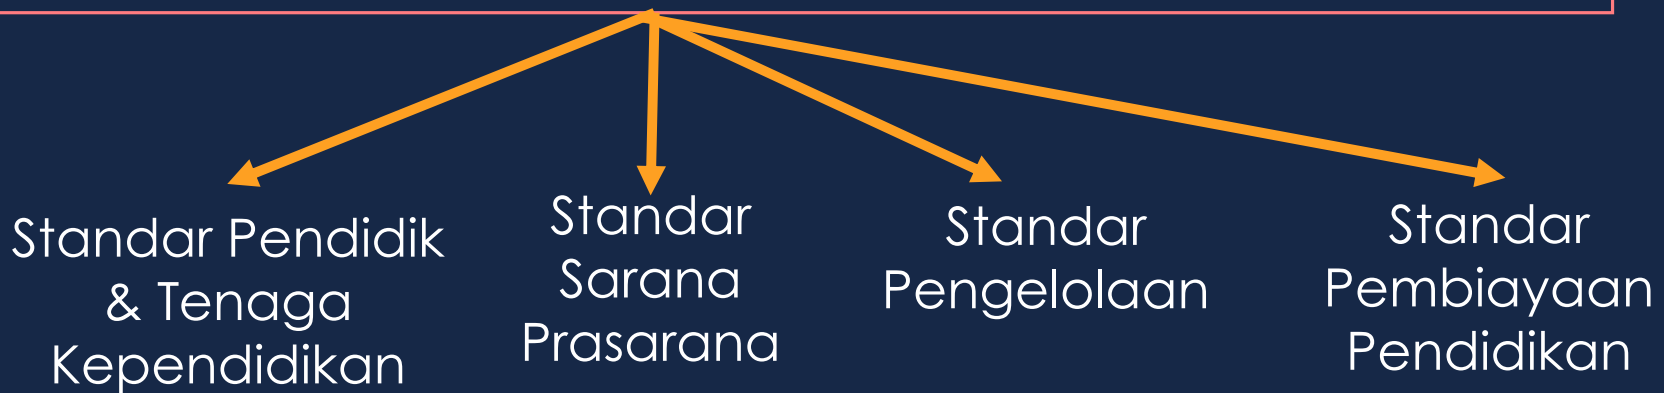 Standar Pendidik
& Tenaga
Kependidikan
Standar
Sarana
Prasarana
Standar
Pengelolaan
Standar
Pembiayaan
Pendidikan